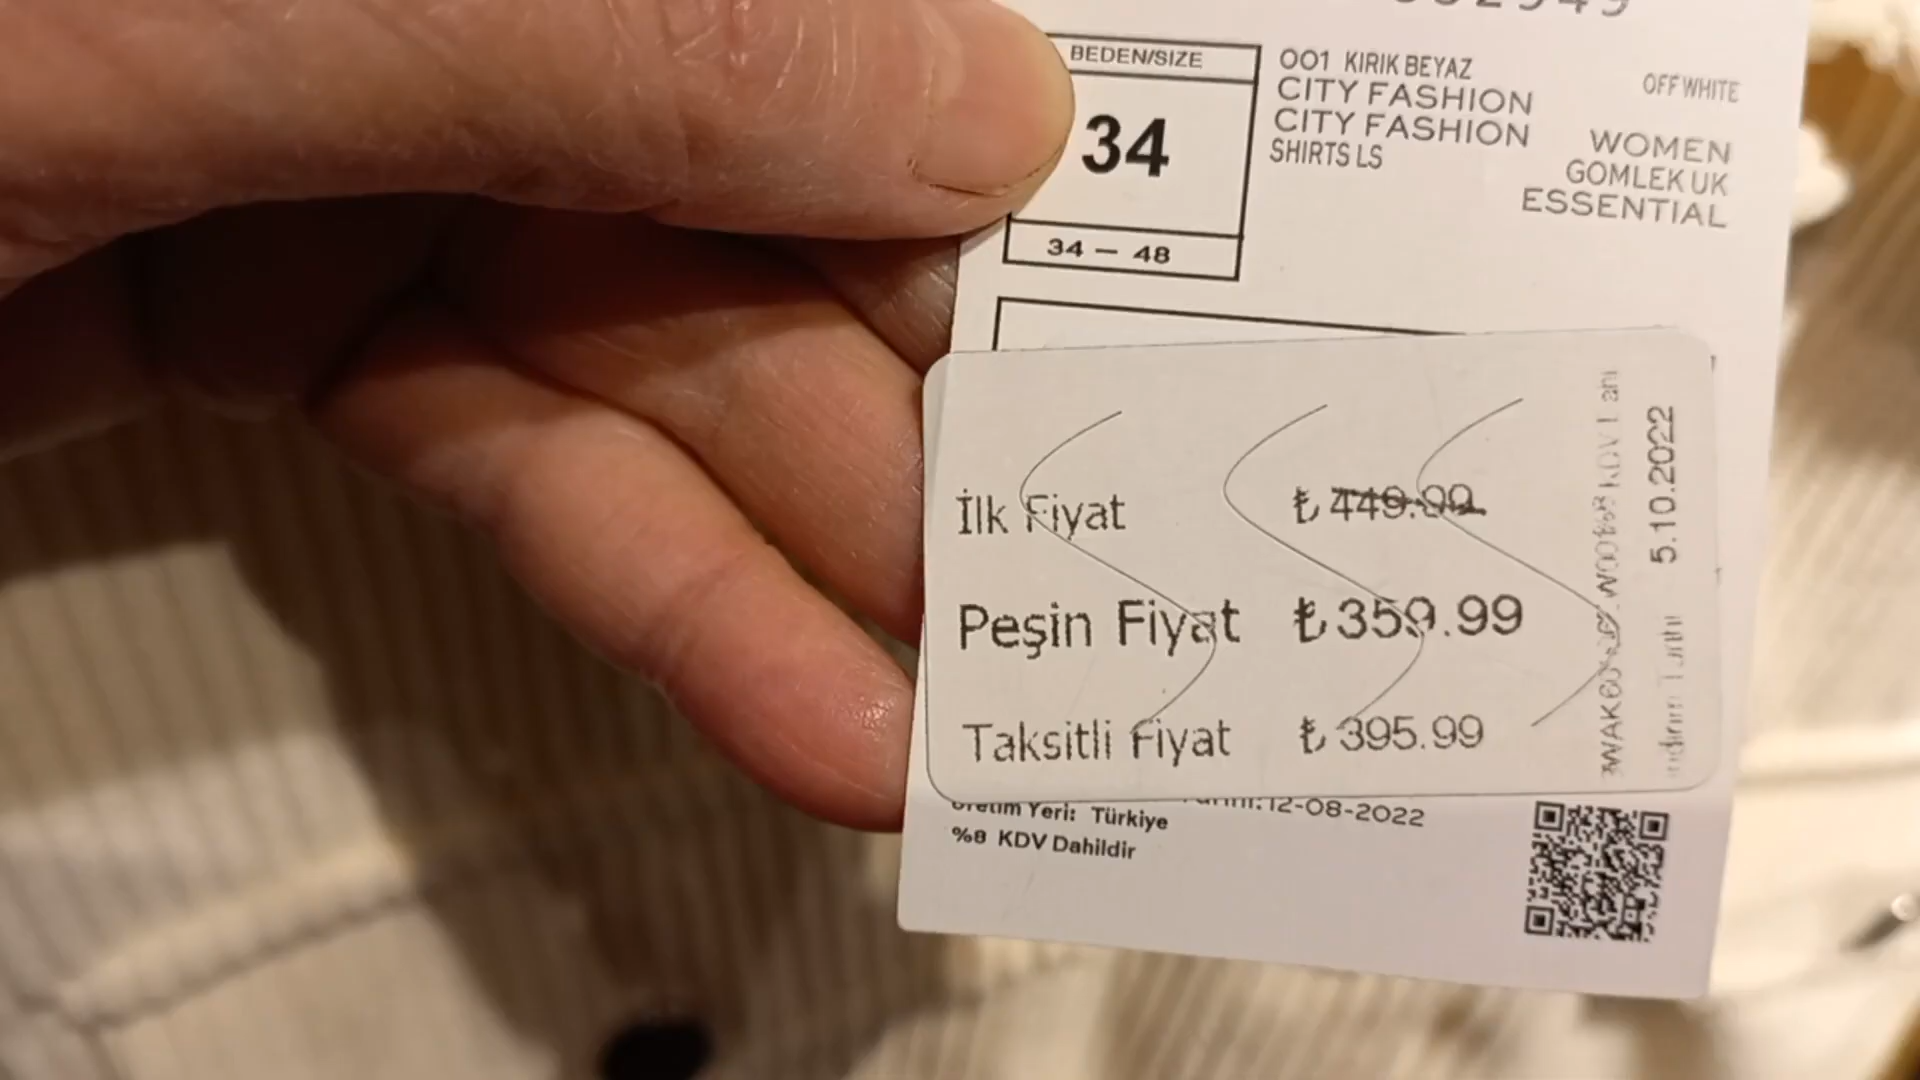 BEDEN/SIZE
34
34 — 48
001 KIRIK BEYAZ
OFF WHITE
CITY FASHION
CITY FASHION
WOMEN
SHIRTS LS
GOMLEK UK
ESSENTIAL
İlk Fiyat ₺ 449.99
Peşin Fiyat ₺ 359.99
Taksitli Fiyat ₺ 395.99
5.10.2022
Üretim Yeri: Türkiye
12-08-2022
%8 KDV Dahildir